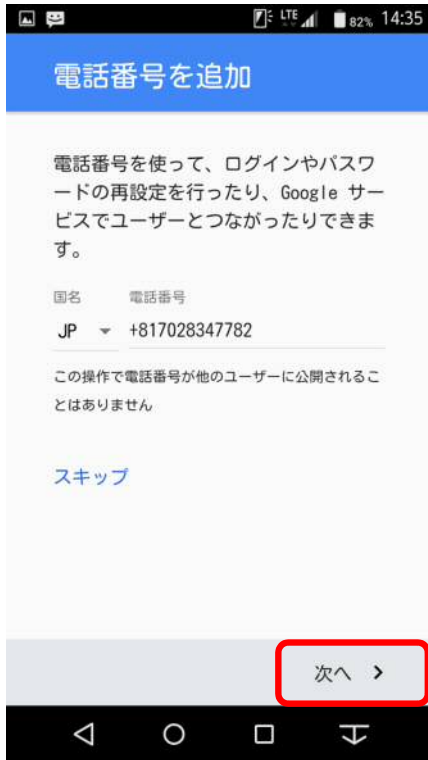 LTE 82% 14:35
電話番号を追加
電話番号を使って、ログインやパスワ
ードの再設定を行ったり、Google サー
ビスでユーザーとつながったりできま
す。
国名 電話番号
JP +817028347782
この操作で電話番号が他のユーザーに公開されるこ
とはありません
スキップ
次へ